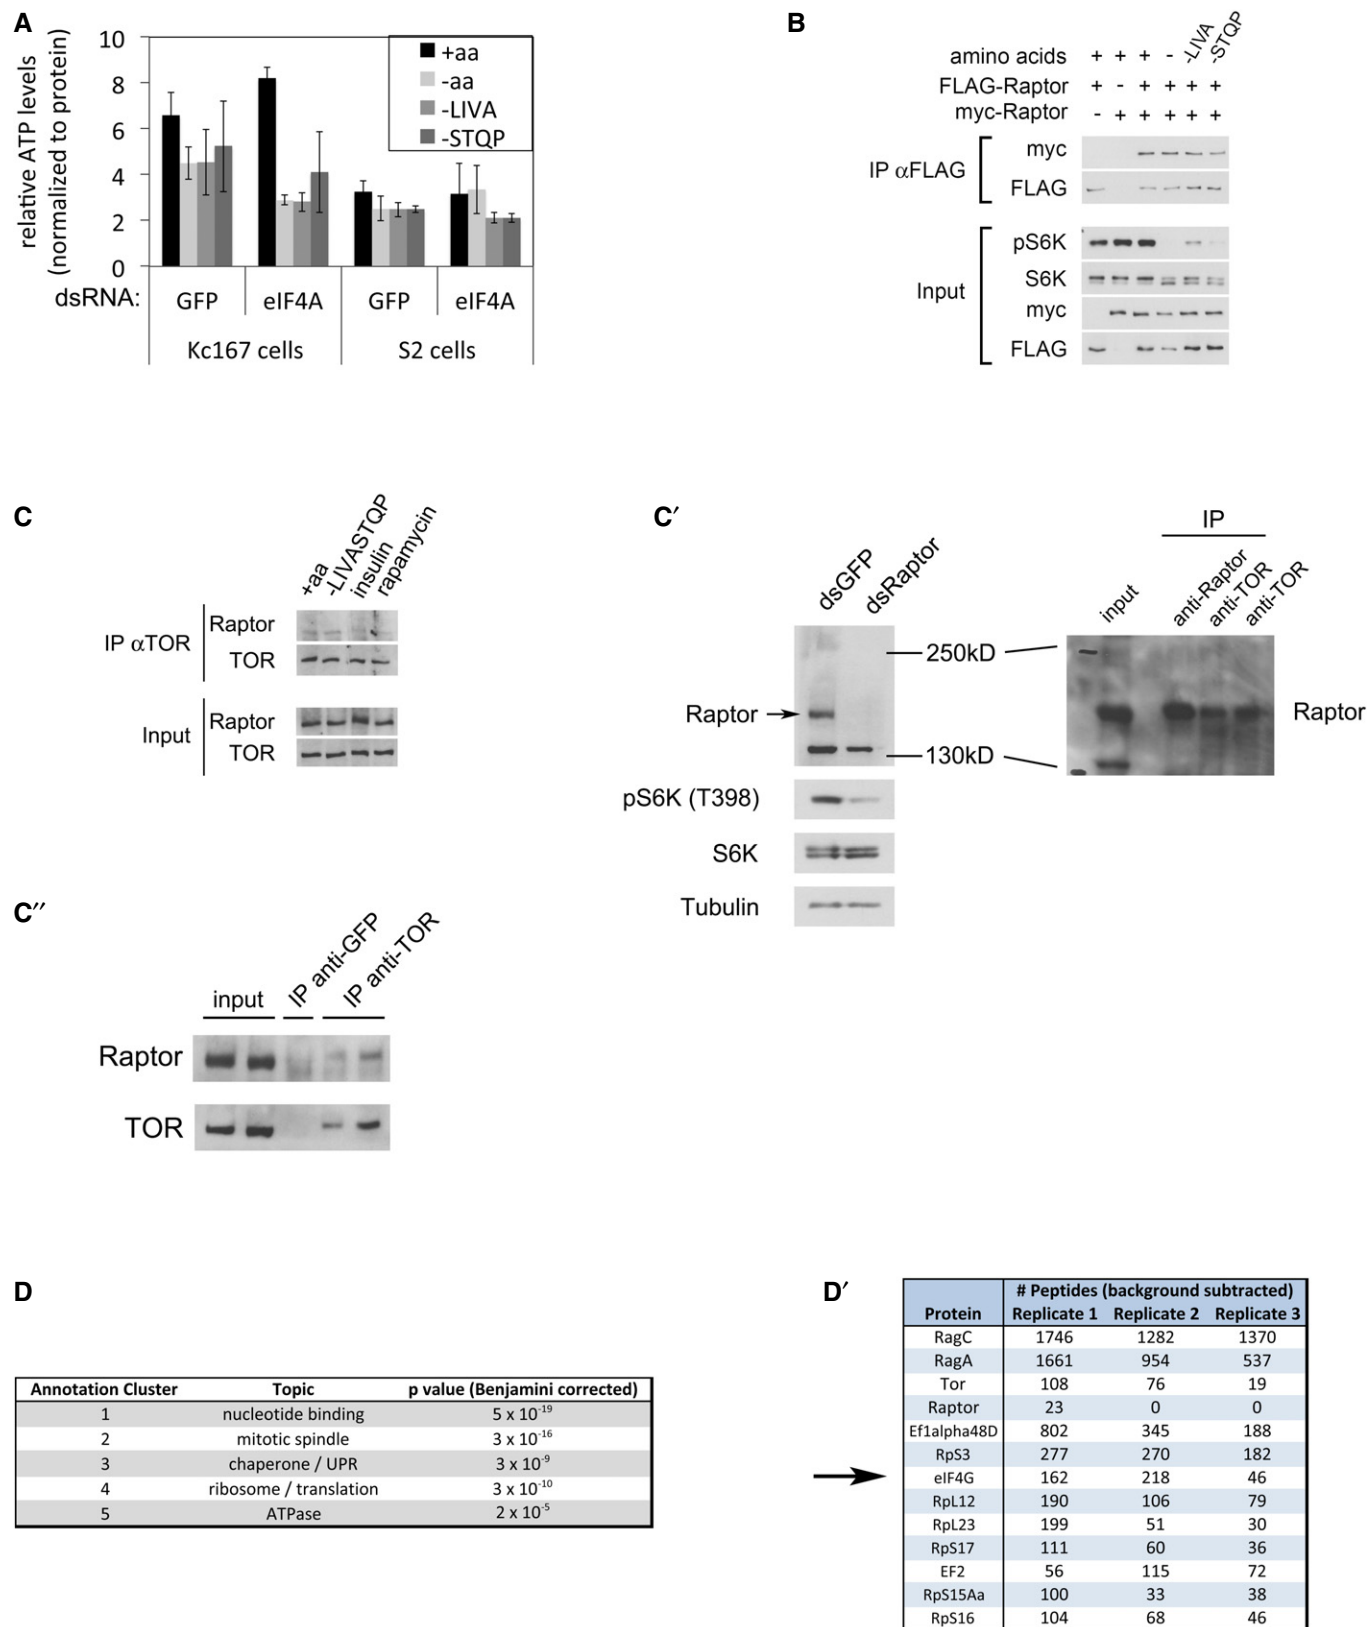 A
relative ATP levels
(normalized to protein)
10
8
6
4
2
0
+aa
-aa
-LIVA
-STQP
dsRNA:
GFP
eIF4A
GFP
eIF4A
Kc167 cells
S2 cells
B
amino acids + + + - -LIVA -STQP
FLAG-Raptor + - + + + +
myc-Raptor - + + + + +
IP αFLAG
myc
FLAG
Input
pS6K
S6K
myc
FLAG
C
+aa
-LIVASTQP
insulin
rapamycin
IP αTOR
Raptor
TOR
Input
Raptor
TOR
C′
dsGFP
dsRaptor
Raptor
250kD
130kD
pS6K (T398)
S6K
Tubulin
IP
input
anti-Raptor
anti-TOR
anti-TOR
Raptor
C′′
input
IP anti-GFP
IP anti-TOR
Raptor
TOR
D
Annotation Cluster Topic p value (Benjamini corrected)
1 nucleotide binding 5 x 10-19
2 mitotic spindle 3 x 10-16
3 chaperone / UPR 3 x 10-9
4 ribosome / translation 3 x 10-10
5 ATPase 2 x 10-5
D′
# Peptides (background subtracted)
Protein Replicate 1 Replicate 2 Replicate 3
RagC 1746 1282 1370
RagA 1661 954 537
Tor 108 76 19
Raptor 23 0 0
Ef1alpha48D 802 345 188
RpS3 277 270 182
eIF4G 162 218 46
RpL12 190 106 79
RpL23 199 51 30
RpS17 111 60 36
EF2 56 115 72
RpS15Aa 100 33 38
RpS16 104 68 46